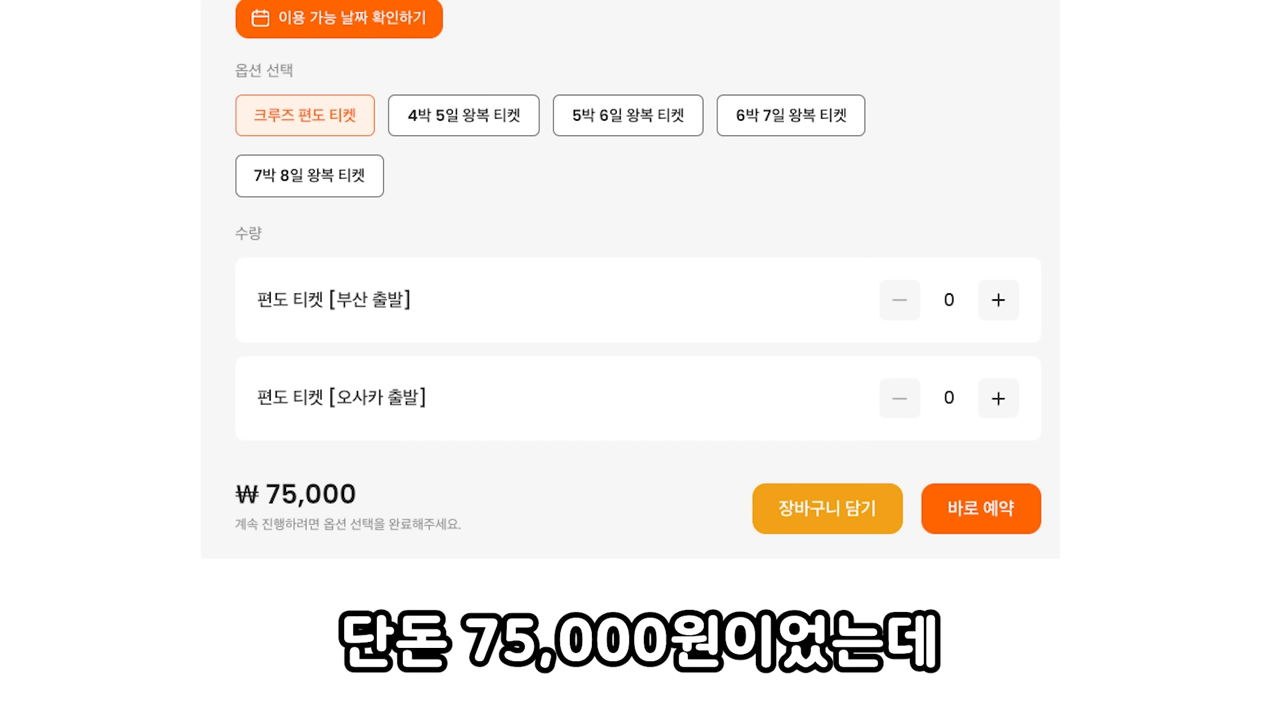 이용 가능 날짜 확인하기
옵션 선택
크루즈 편도 티켓
4박 5일 왕복 티켓
5박 6일 왕복 티켓
6박 7일 왕복 티켓
7박 8일 왕복 티켓
수량
편도 티켓 [부산 출발]
0
편도 티켓 [오사카 출발]
0
₩ 75,000
계속 진행하려면 옵션 선택을 완료해주세요.
장바구니 담기
바로 예약
단돈 75,000원이었는데